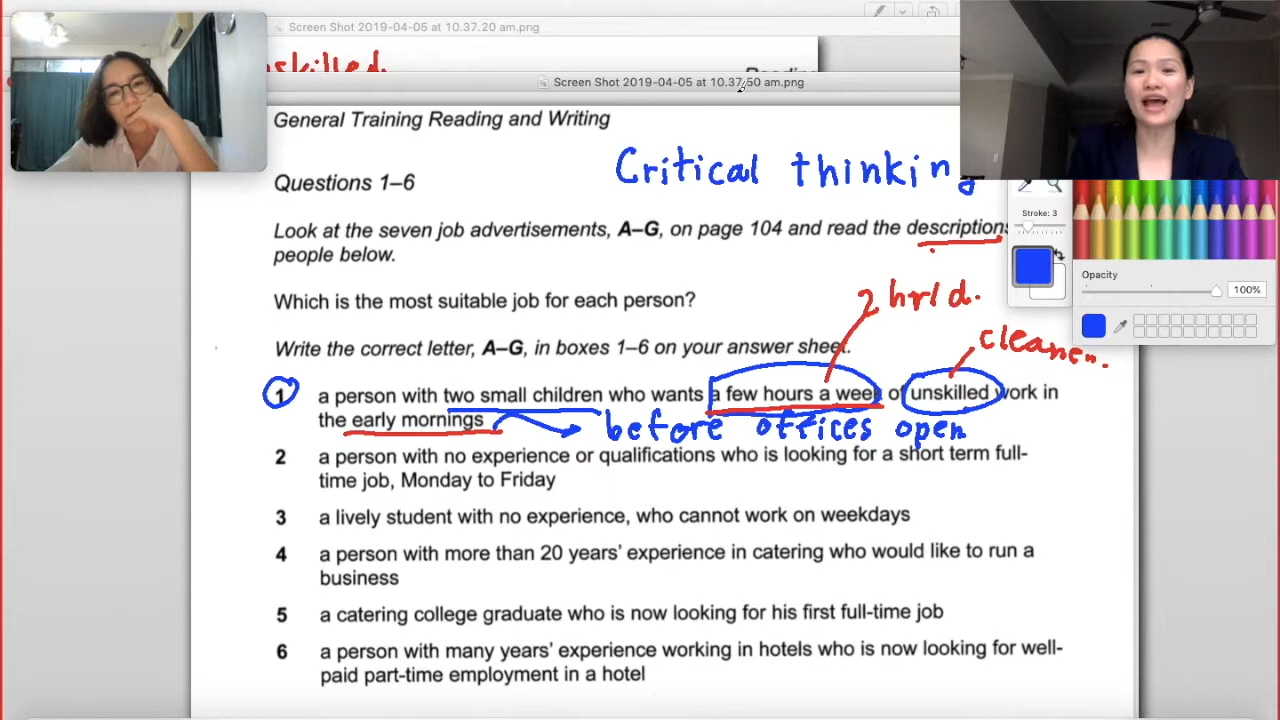 Screen Shot 2019-04-05 at 10.37.20 am.png
Screen Shot 2019-04-05 at 10.37.50 am.png
General Training Reading and Writing
Critical thinking
Questions 1–6
Stroke: 3
Look at the seven job advertisements, A–G, on page 104 and read the descriptions
people below.
Opacity
100%
Which is the most suitable job for each person?
2 hr/d.
Write the correct letter, A–G, in boxes 1–6 on your answer sheet.
cleaner.
1 a person with two small children who wants a few hours a week of unskilled work in
the early mornings
before offices open
2 a person with no experience or qualifications who is looking for a short term full-
time job, Monday to Friday
3 a lively student with no experience, who cannot work on weekdays
4 a person with more than 20 years' experience in catering who would like to run a
business
5 a catering college graduate who is now looking for his first full-time job
6 a person with many years' experience working in hotels who is now looking for well-
paid part-time employment in a hotel